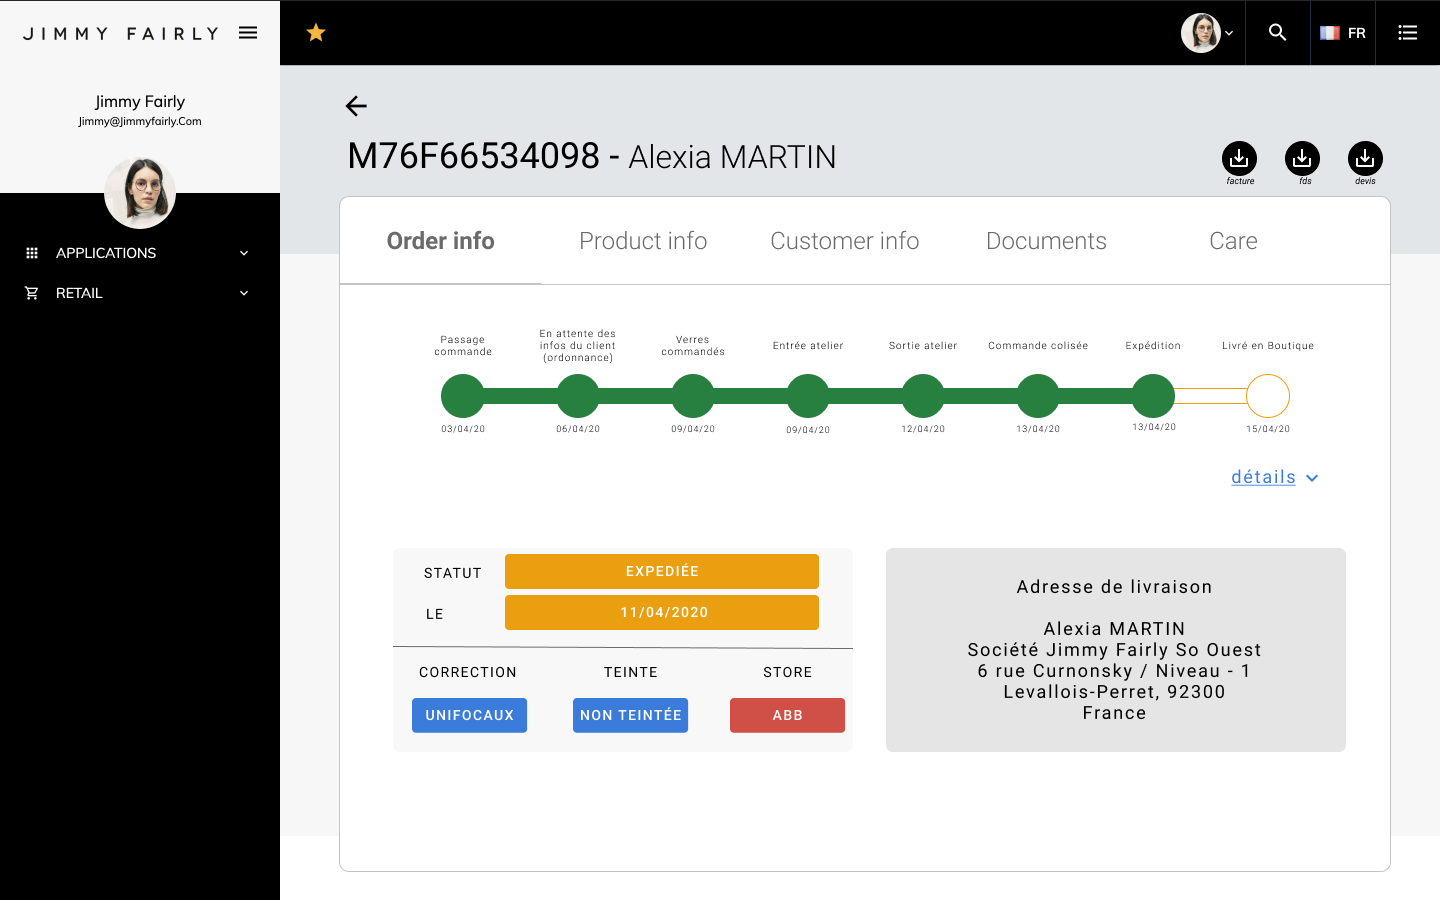 JIMMY FAIRLY
FR
Jimmy Fairly
Jimmy@Jimmyfairly.Com
APPLICATIONS
RETAIL
M76F66534098 - Alexia MARTIN
facture
fds
devis
Order info
Product info
Customer info
Documents
Care
Passage
commande
En attente des
infos du client
(ordonnance)
Verres
commandés
Entrée atelier
Sortie atelier
Commande colisée
Expédition
Livré en Boutique
03/04/20
06/04/20
09/04/20
09/04/20
12/04/20
13/04/20
13/04/20
15/04/20
détails
STATUT
EXPEDIÉE
LE
11/04/2020
CORRECTION
TEINTE
STORE
UNIFOCAUX
NON TEINTÉE
ABB
Adresse de livraison
Alexia MARTIN
Société Jimmy Fairly So Ouest
6 rue Curnonsky / Niveau - 1
Levallois-Perret, 92300
France